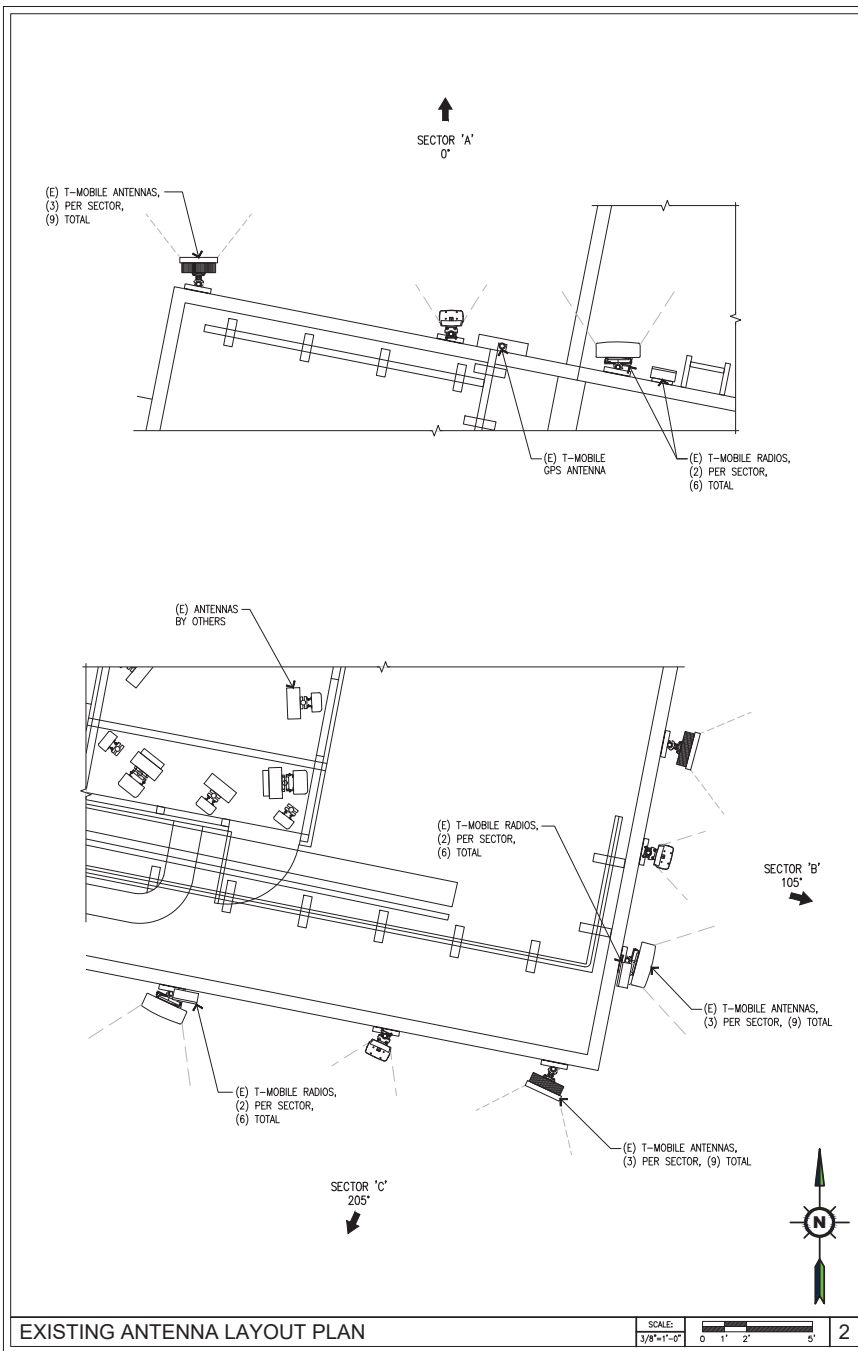 SECTOR 'A'
0°
(E) T-MOBILE ANTENNAS,
(3) PER SECTOR,
(9) TOTAL
(E) T-MOBILE
GPS ANTENNA
(E) T-MOBILE RADIOS,
(2) PER SECTOR,
(6) TOTAL
(E) ANTENNAS
BY OTHERS
(E) T-MOBILE RADIOS,
(2) PER SECTOR,
(6) TOTAL
SECTOR 'B'
105°
(E) T-MOBILE ANTENNAS,
(3) PER SECTOR, (9) TOTAL
(E) T-MOBILE RADIOS,
(2) PER SECTOR,
(6) TOTAL
(E) T-MOBILE ANTENNAS,
(3) PER SECTOR, (9) TOTAL
SECTOR 'C'
205°
N
EXISTING ANTENNA LAYOUT PLAN
SCALE:
3/8"=1'-0"
0 1' 2' 5'
2